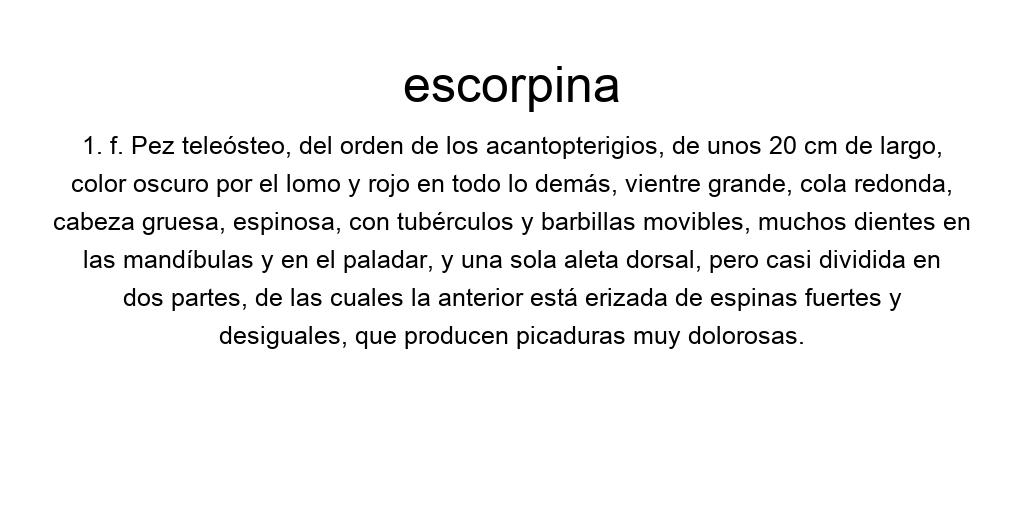 escorpina
1. f. Pez teleósteo, del orden de los acantopterigios, de unos 20 cm de largo,
color oscuro por el lomo y rojo en todo lo demás, vientre grande, cola redonda,
cabeza gruesa, espinosa, con tubérculos y barbillas movibles, muchos dientes en
las mandíbulas y en el paladar, y una sola aleta dorsal, pero casi dividida en
dos partes, de las cuales la anterior está erizada de espinas fuertes y
desiguales, que producen picaduras muy dolorosas.